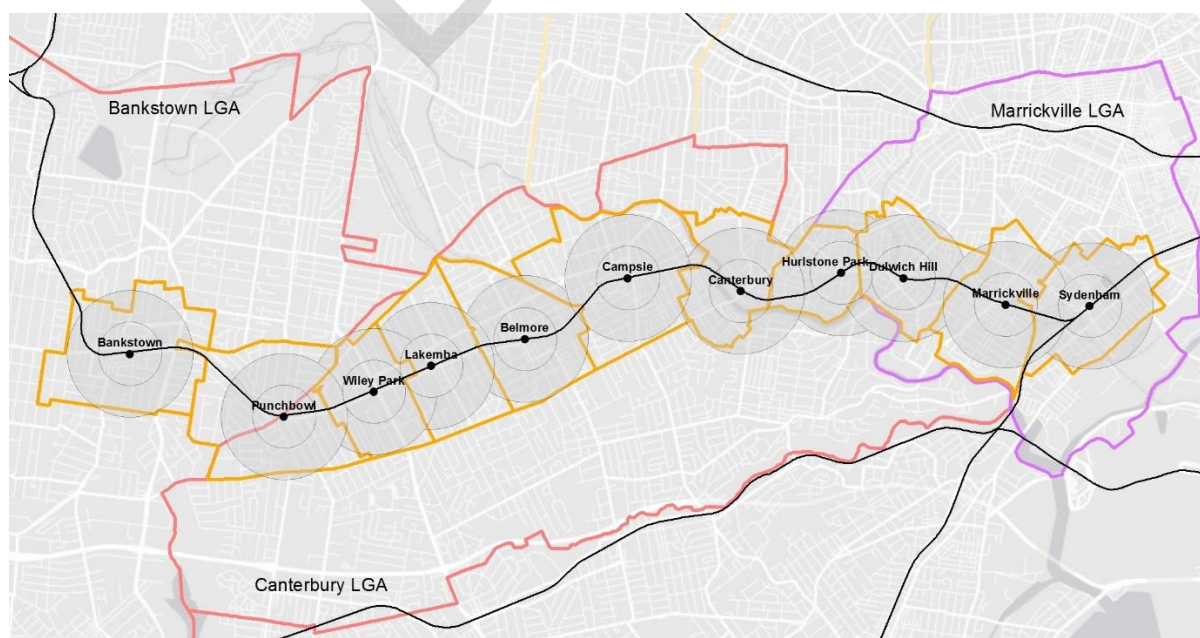 Bankstown LGA
Marrickville LGA
Campsie
Canterbury
Hurlstone Park
Dulwich Hill
Marrickville
Sydenham
Belmore
Lakemba
Wiley Park
Bankstown
Punchbowl
Canterbury LGA